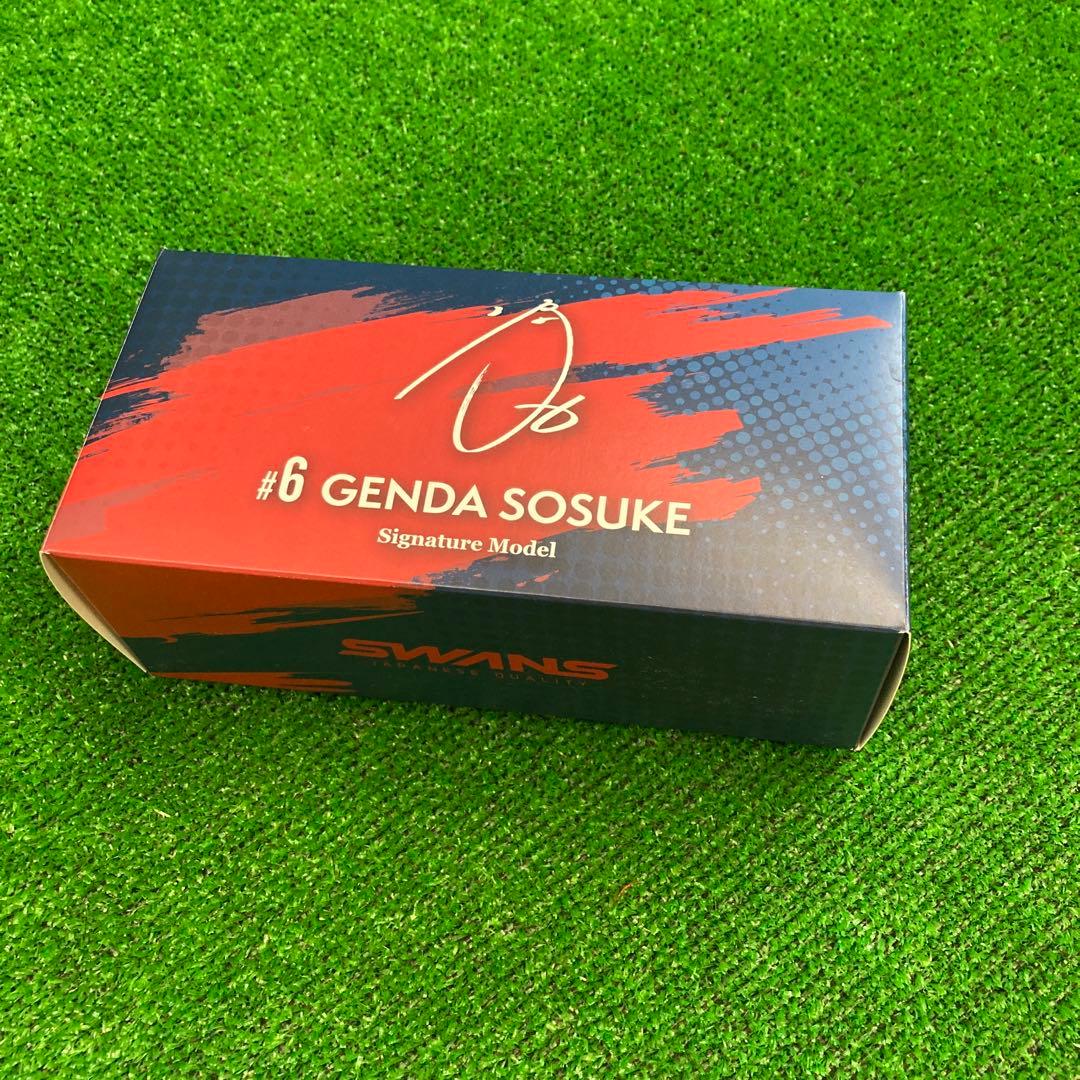 #6 GENDA SOSUKE
Signature Model
SWANS
JAPANESE QUALITY